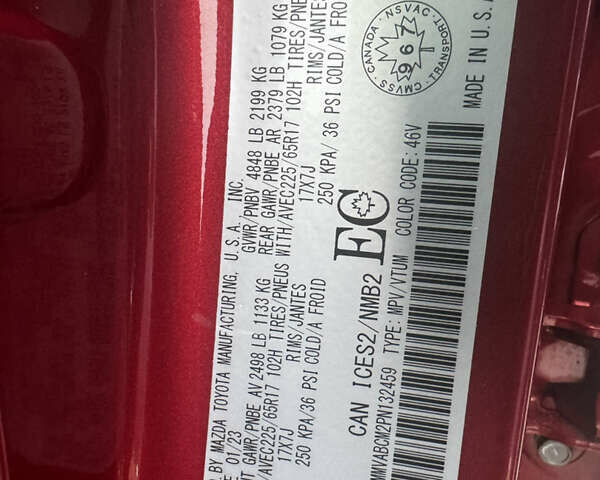 BY MAZDA TOYOTA MANUFACTURING, U.S.A., INC.
01/23 GVWR/PNBV 4848 LB 2199 KG
GAWR/PNBE AV 2498 LB 1133 KG REAR GAWR/PNBE AR 2379 LB 1079 KG
AVEC225/65R17 102H TIRES/PNEUS WITH/AVEC225/65R17 102H TIRES/PNE
17X7J RIMS/JANTES 17X7J RIMS/JANTES
250 KPA/36 PSI COLD/A FROID 250 KPA/ 36 PSI COLD/A FROID
CAN ICES2/NMB2 EC
CANADA NSVAC TRANSPORT CMVSS
967
MVABCM2PN132459 TYPE: MPV/VTUM COLOR CODE: 46V
MADE IN U.S.A